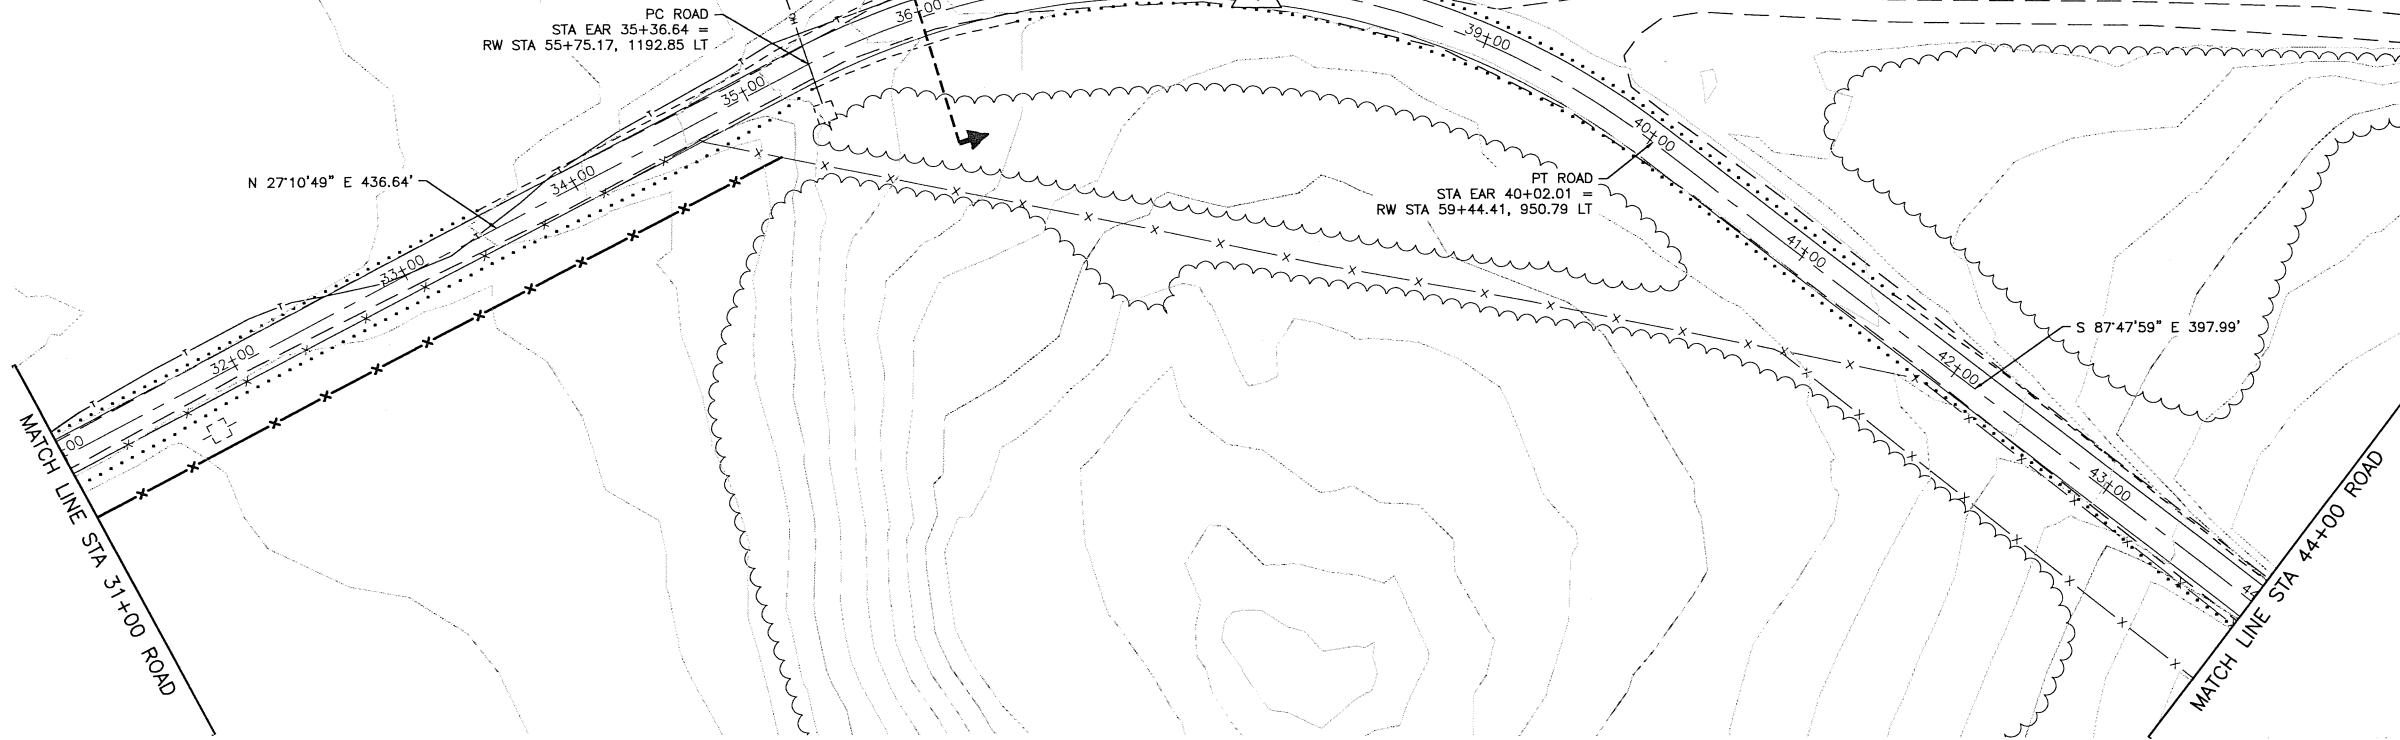 PC ROAD
STA EAR 35+36.64 =
RW STA 55+75.17, 1192.85 LT
36+00
39+00
35+00
40+00
N 27°10'49" E 436.64'
34+00
PT ROAD
STA EAR 40+02.01 =
RW STA 59+44.41, 950.79 LT
41+00
33+00
S 87°47'59" E 397.99'
32+00
42+00
00
43+00
MATCH LINE STA 31+00 ROAD
MATCH LINE STA 44+00 ROAD